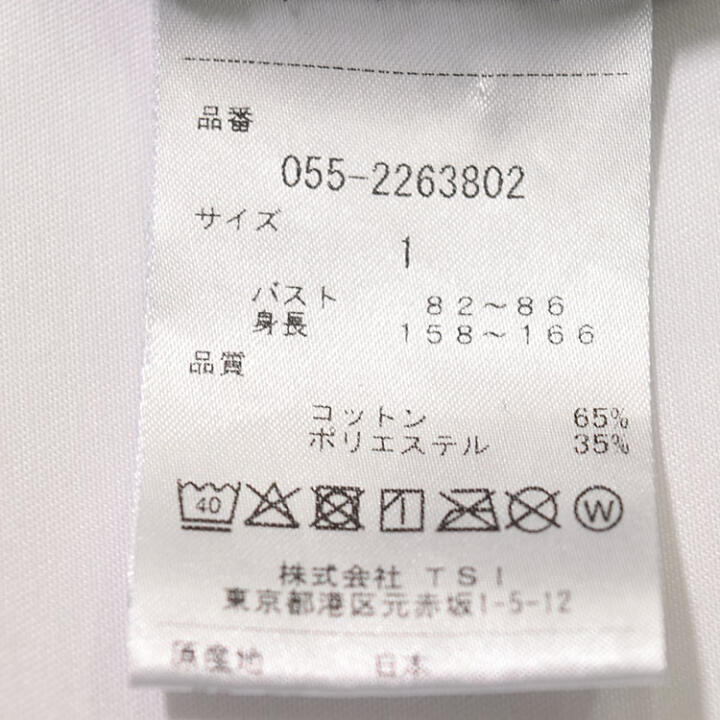 品番
055-2263802
サイズ
1
バスト 82～86
身長 158～166
品質
コットン 65%
ポリエステル 35%
40 W
株式会社 TSI
東京都港区元赤坂1-5-12
原産地 日本